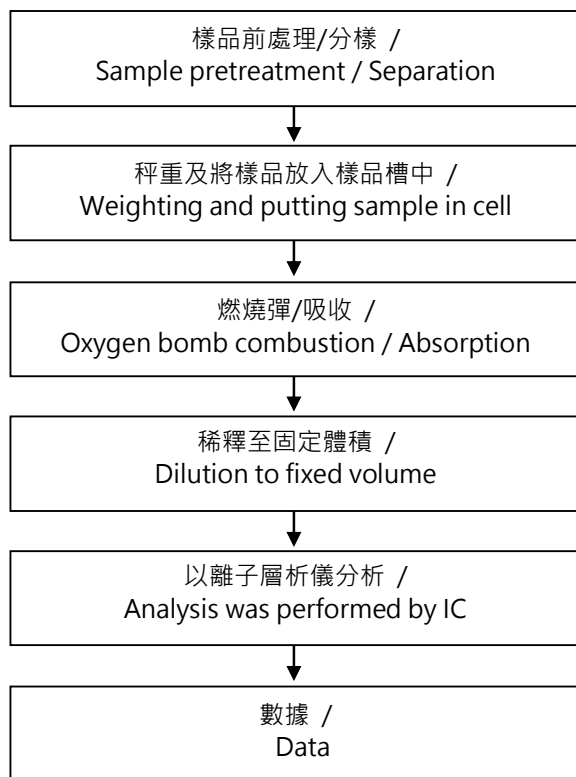 樣品前處理/分樣 /
Sample pretreatment / Separation
秤重及將樣品放入樣品槽中 /
Weighting and putting sample in cell
燃燒彈/吸收 /
Oxygen bomb combustion / Absorption
稀釋至固定體積 /
Dilution to fixed volume
以離子層析儀分析 /
Analysis was performed by IC
數據 /
Data